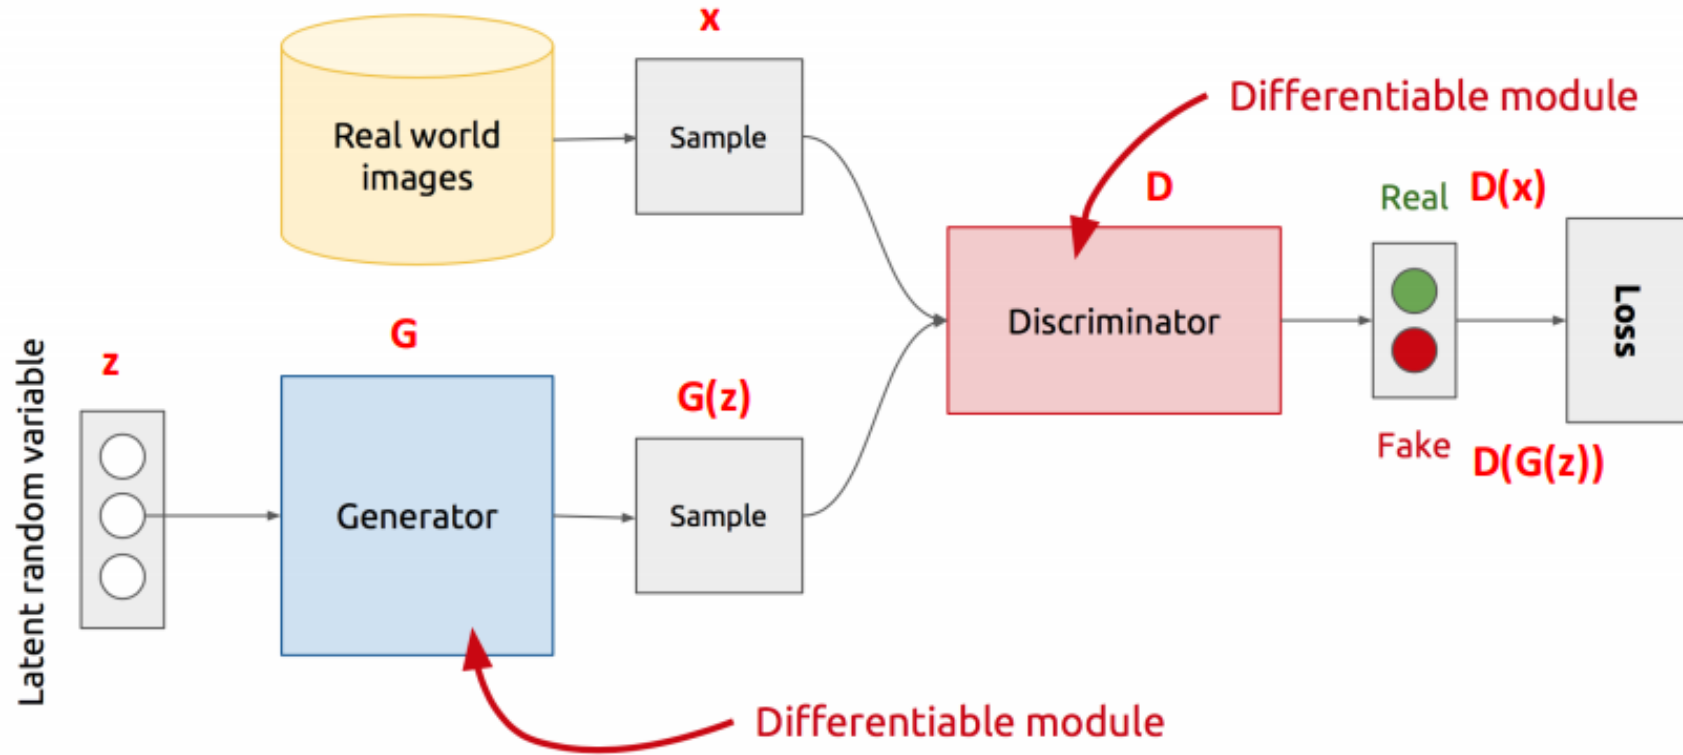 x
Real world
images
Sample
Differentiable module
D
Real
D(x)
Discriminator
Loss
Fake
D(G(z))
Latent random variable
z
G
Generator
G(z)
Sample
Differentiable module